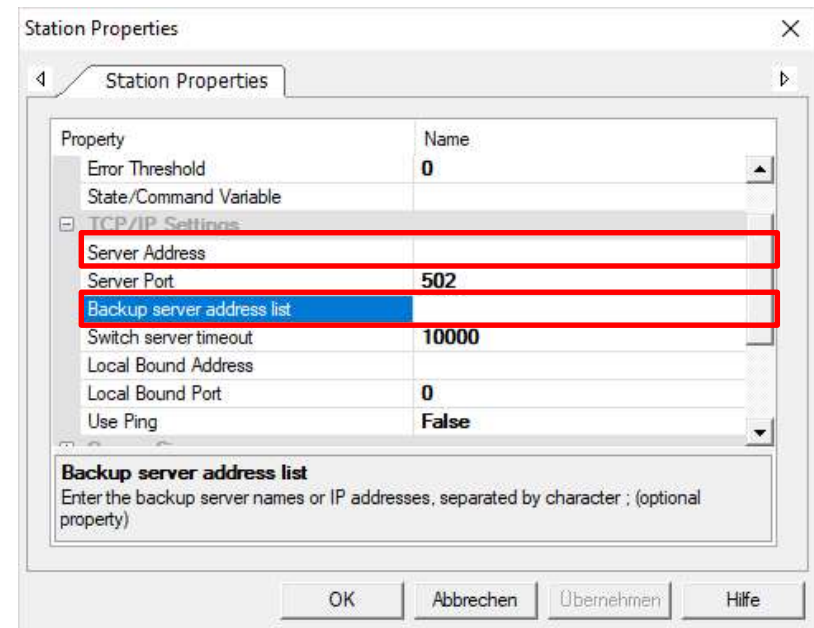 Station Properties
Station Properties
Property Name
Error Threshold 0
State/Command Variable
TCP/IP Settings
Server Address
Server Port 502
Backup server address list
Switch server timeout 10000
Local Bound Address
Local Bound Port 0
Use Ping False
Backup server address list
Enter the backup server names or IP addresses, separated by character ; (optional
property)
OK Abbrechen Übernehmen Hilfe